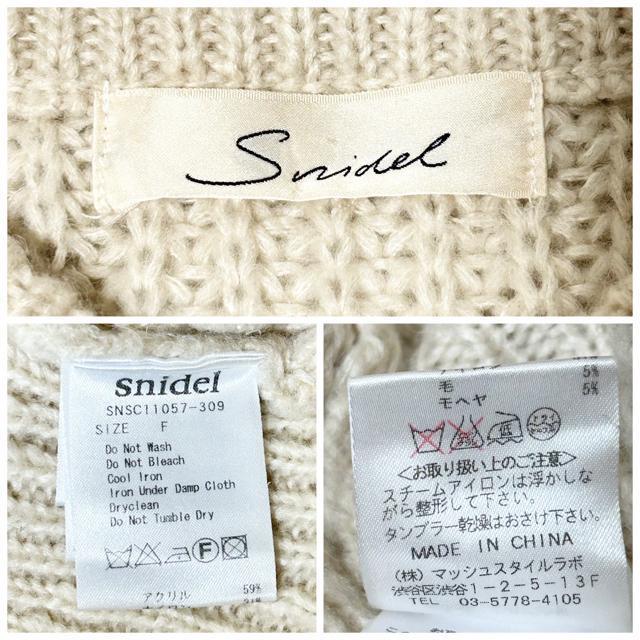 Snidel
snidel
SNSC11057-309
SIZE F
Do Not Wash
Do Not Bleach
Cool Iron
Iron Under Damp Cloth
Dryclean
Do Not Tumble Dry
F
アクリル 59%
毛 5%
モヘヤ 5%
低
ドライ
<お取り扱い上のご注意>
スチームアイロンは浮かしな
がら整形して下さい。
タンブラー乾燥はおさけ下さい。
MADE IN CHINA
(株)マッシュスタイルラボ
渋谷区渋谷1-2-5-13F
TEL 03-5778-4105